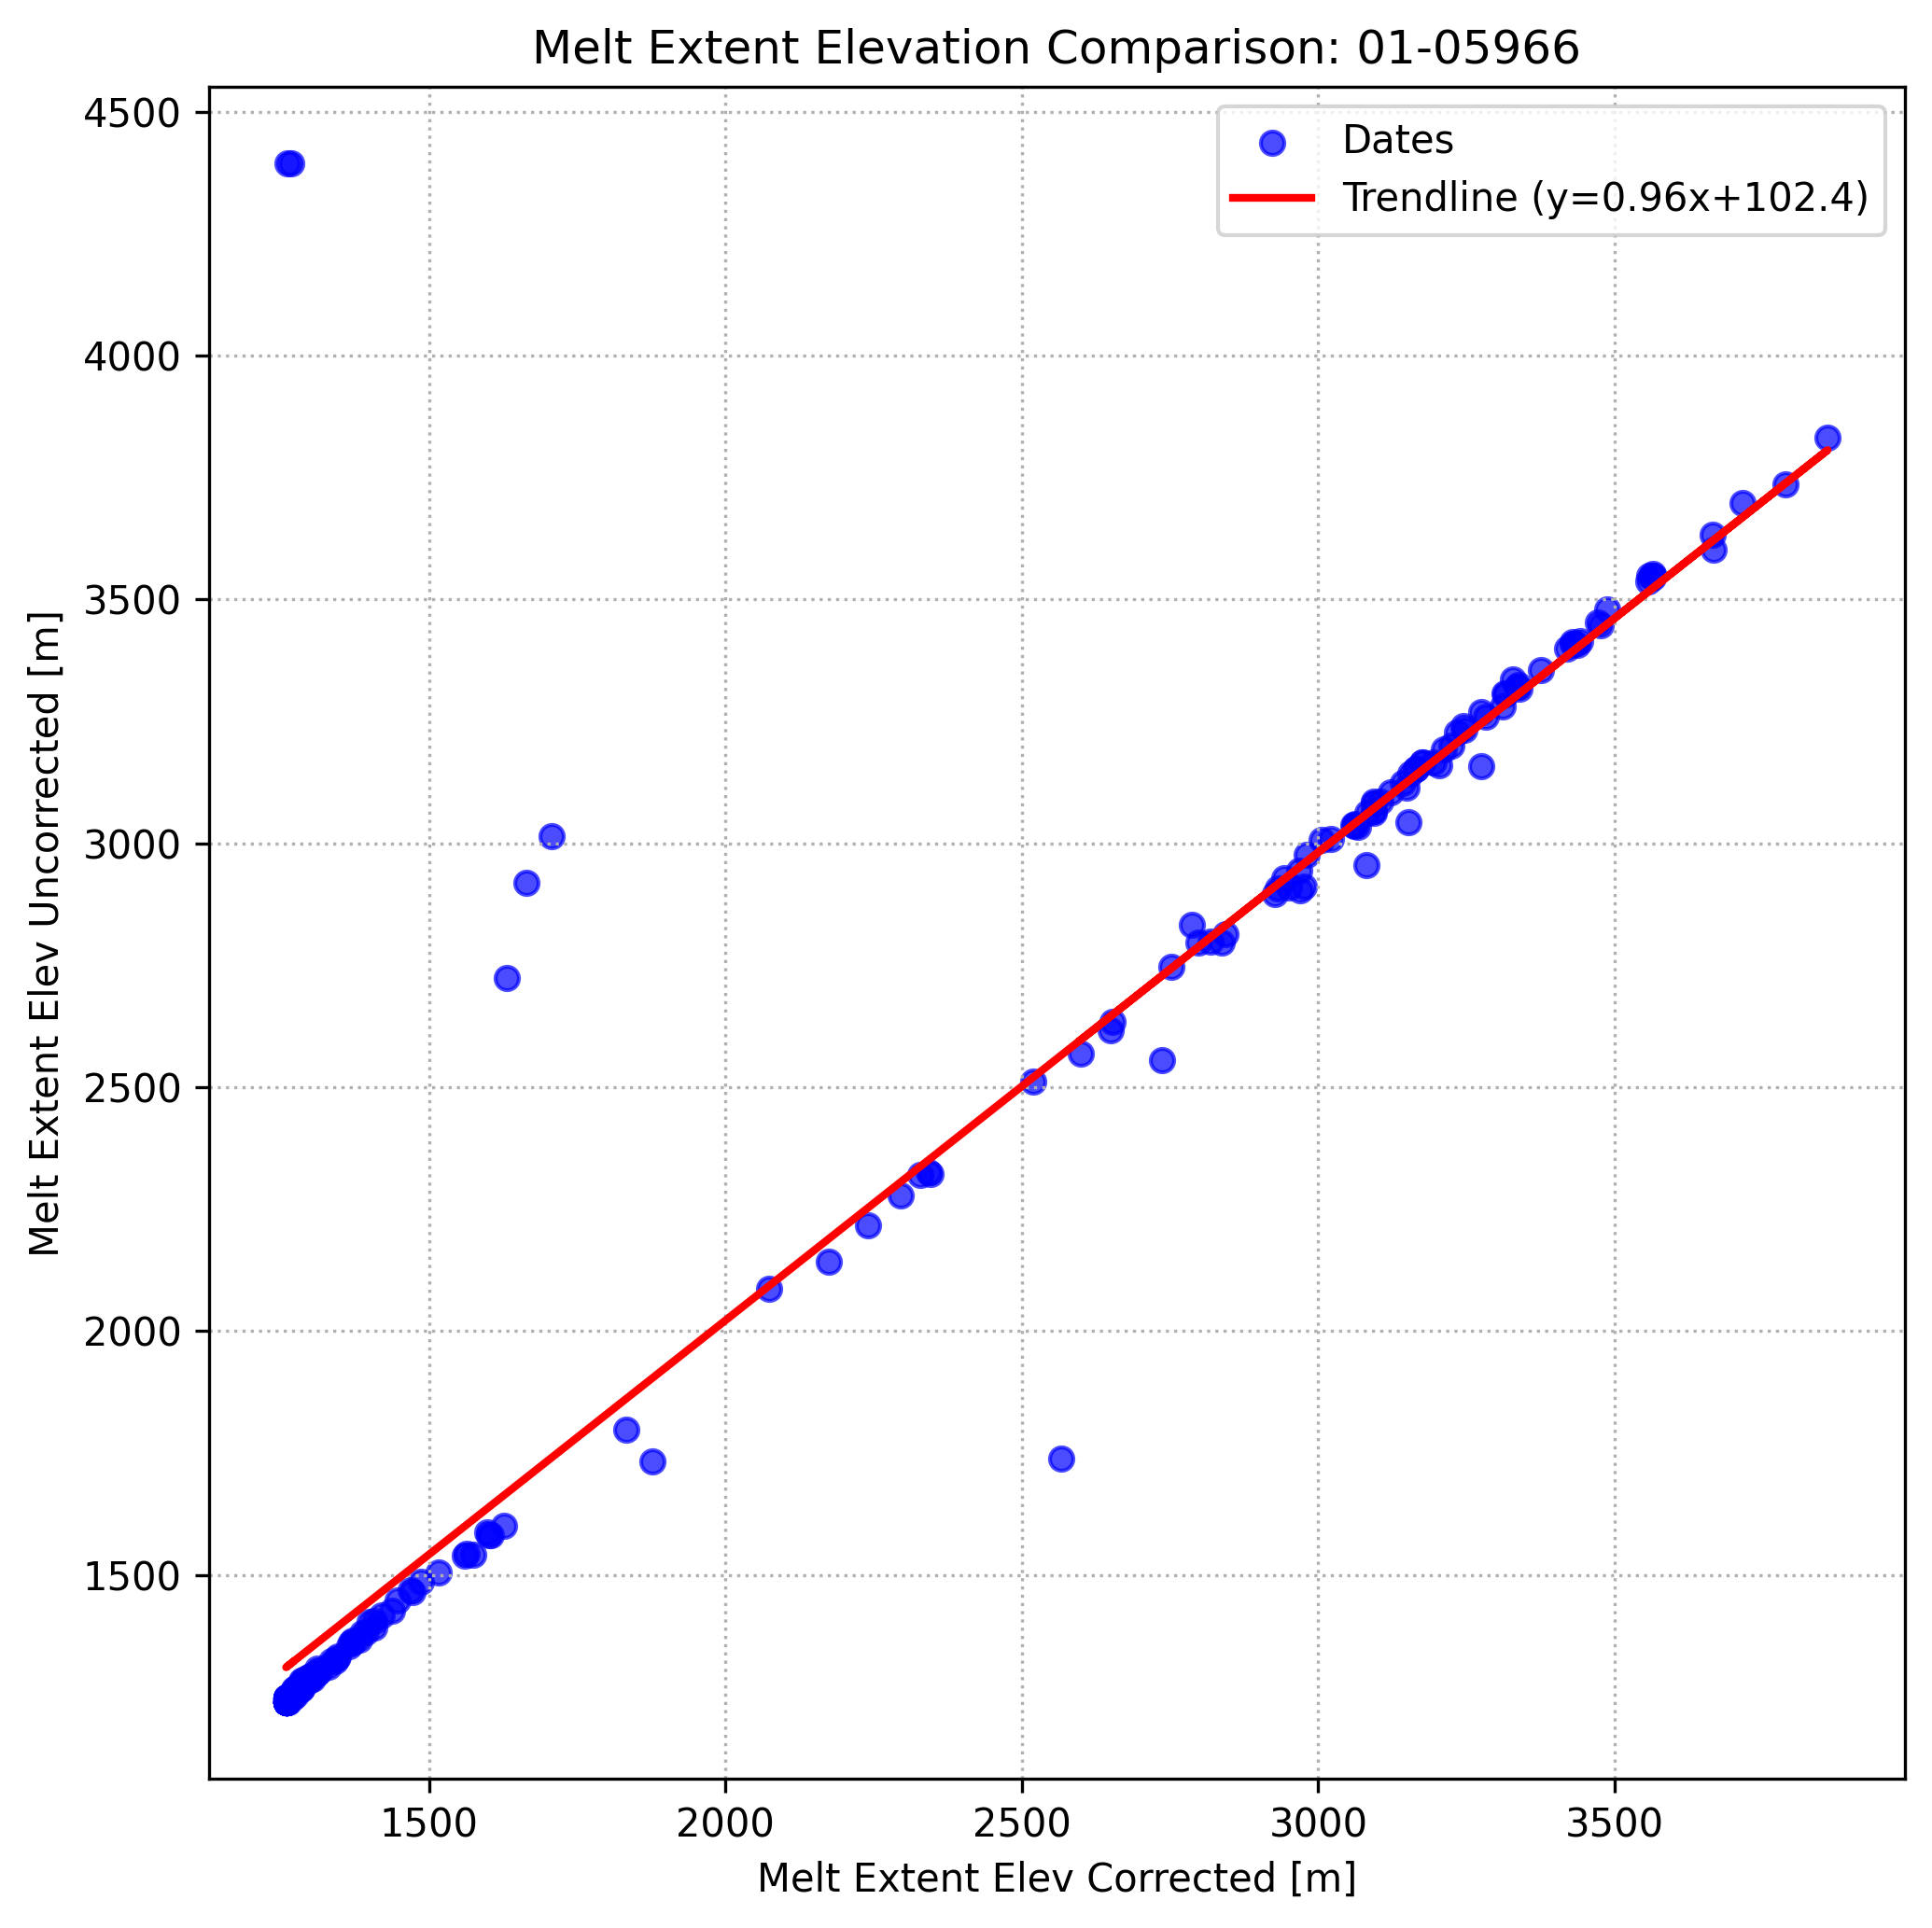 Melt Extent Elevation Comparison: 01-05966
Dates
Trendline (y=0.96x+102.4)
4500
4000
3500
3000
2500
2000
1500
Melt Extent Elev Uncorrected [m]
1500 2000 2500 3000 3500
Melt Extent Elev Corrected [m]